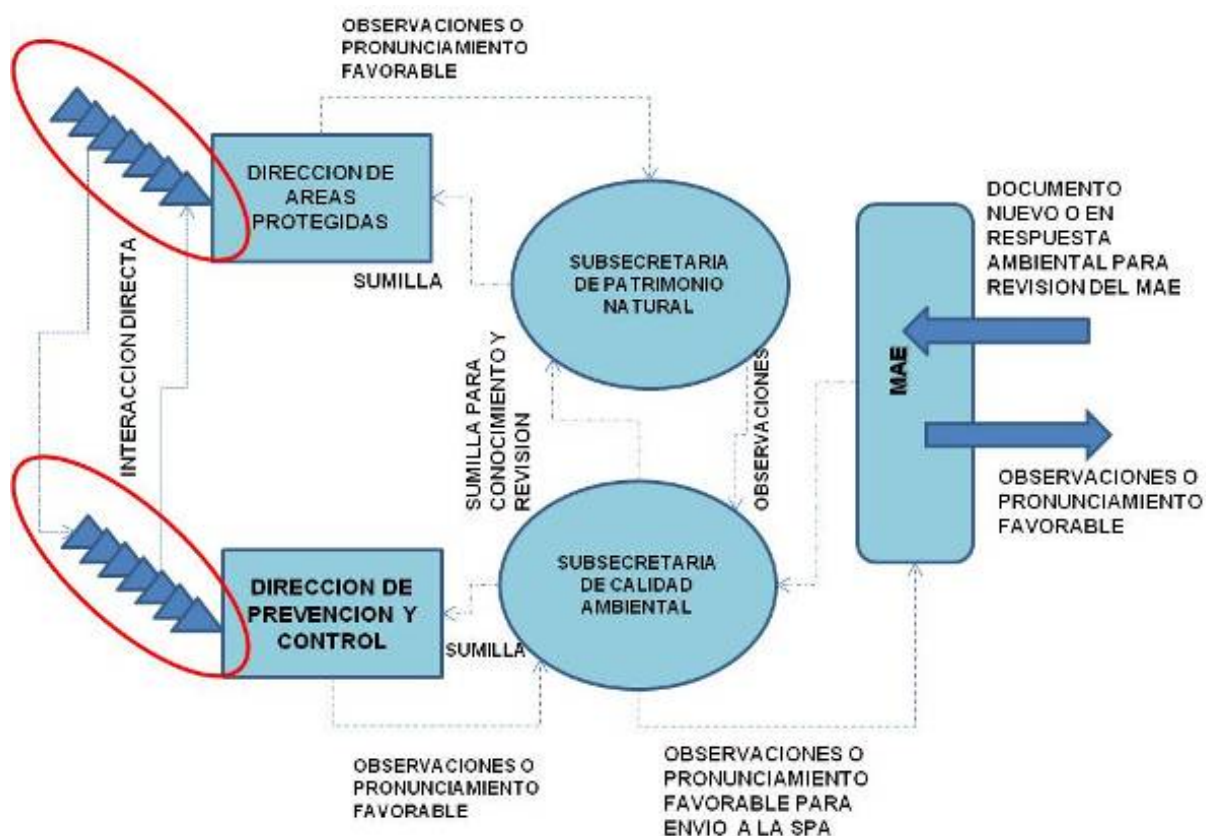 OBSERVACIONES O
PRONUNCIAMIENTO
FAVORABLE
DIRECCION DE
AREAS
PROTEGIDAS
SUMILLA
SUBSECRETARIA
DE PATRIMONIO
NATURAL
DOCUMENTO
NUEVO O EN
RESPUESTA
AMBIENTAL PARA
REVISION DEL MAE
MAE
OBSERVACIONES O
PRONUNCIAMIENTO
FAVORABLE
INTERACCION DIRECTA
SUMILLA PARA
CONOCIMIENTO Y
REVISION
OBSERVACIONES
DIRECCION DE
PREVENCION Y
CONTROL
SUMILLA
SUBSECRETARIA
DE CALIDAD
AMBIENTAL
OBSERVACIONES O
PRONUNCIAMIENTO
FAVORABLE
OBSERVACIONES O
PRONUNCIAMIENTO
FAVORABLE PARA
ENVIO A LA SPA